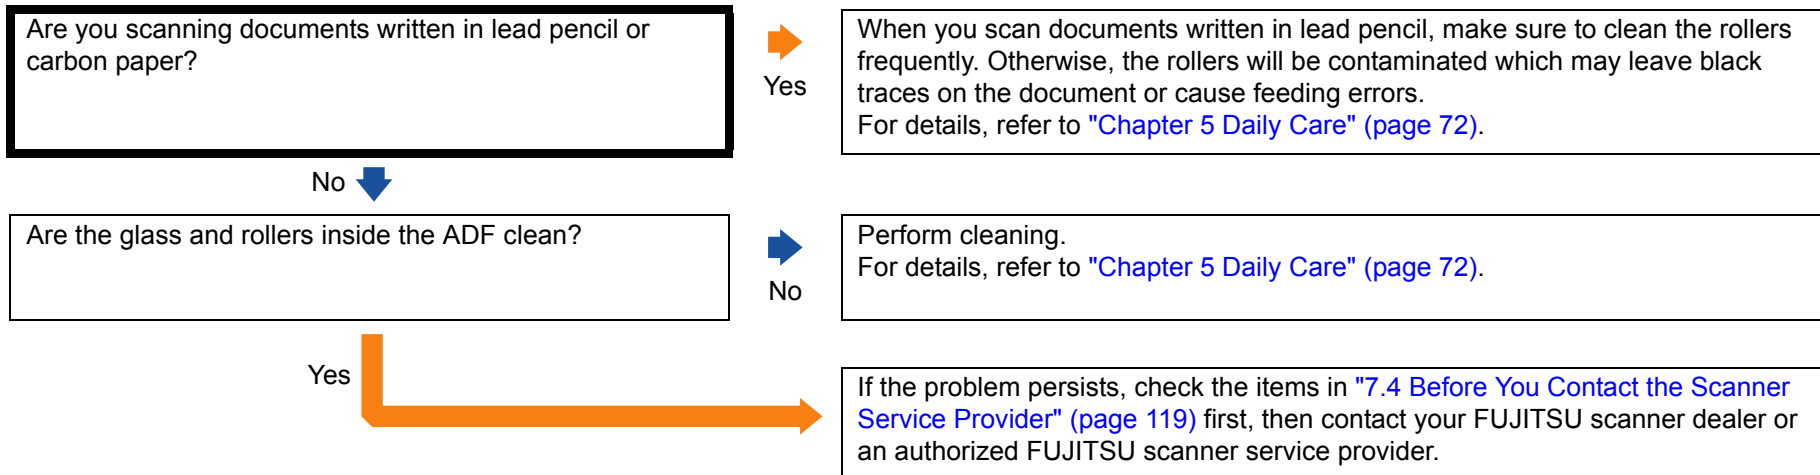 Are you scanning documents written in lead pencil or
carbon paper?
Yes
When you scan documents written in lead pencil, make sure to clean the rollers
frequently. Otherwise, the rollers will be contaminated which may leave black
traces on the document or cause feeding errors.
For details, refer to "Chapter 5 Daily Care" (page 72).
No
Are the glass and rollers inside the ADF clean?
No
Perform cleaning.
For details, refer to "Chapter 5 Daily Care" (page 72).
Yes
If the problem persists, check the items in "7.4 Before You Contact the Scanner
Service Provider" (page 119) first, then contact your FUJITSU scanner dealer or
an authorized FUJITSU scanner service provider.